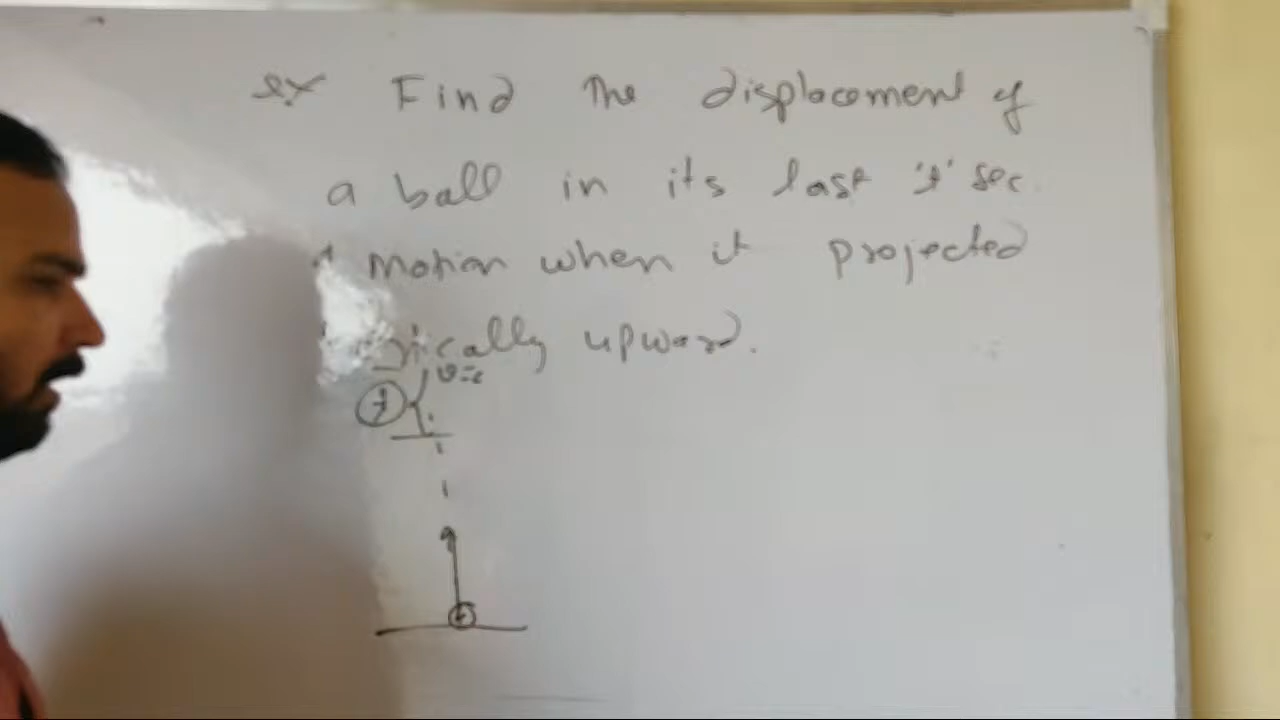 ex Find The displacement of
a ball in its last 't' sec.
motion when it projected
upward.
t